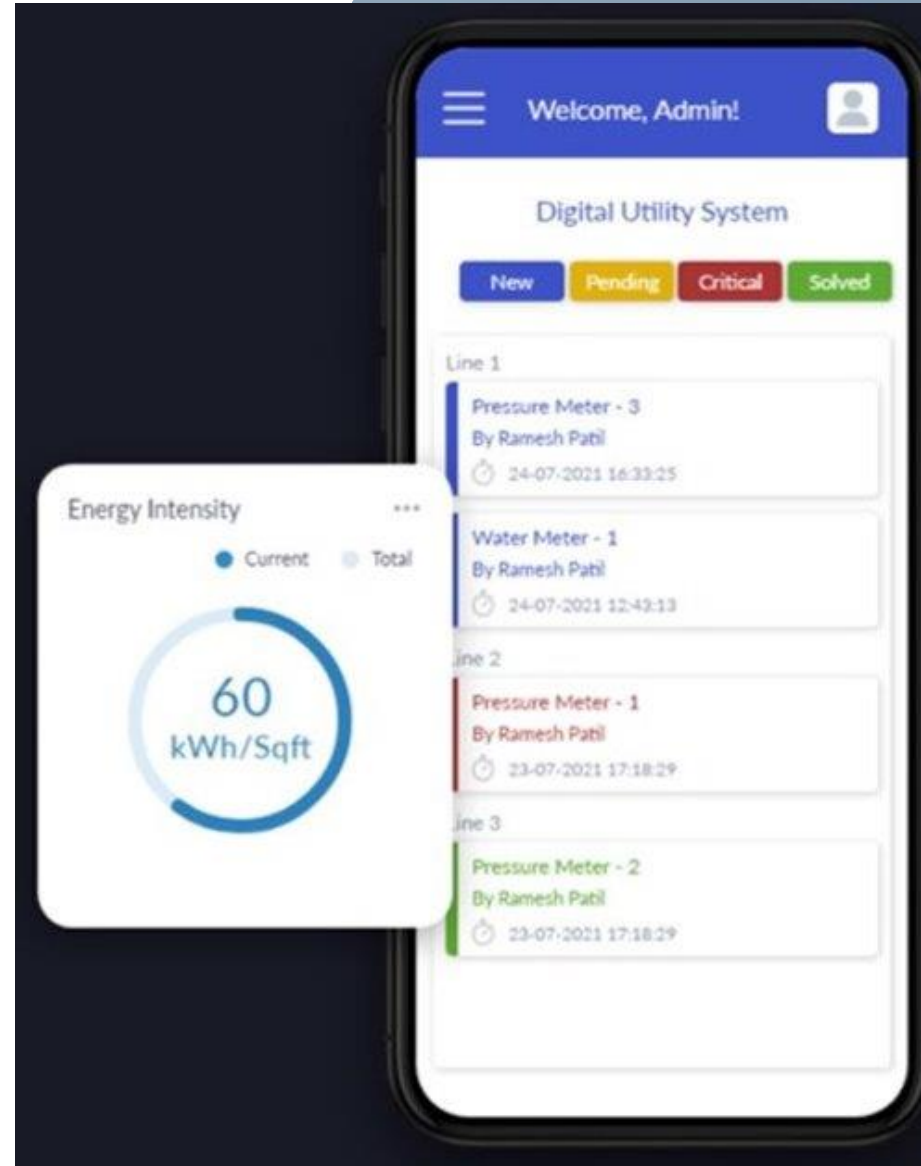 Welcome, Admin!
Digital Utility System
New Pending Critical Solved
Line 1
Pressure Meter - 3
By Ramesh Patil
24-07-2021 16:33:25
Water Meter - 1
By Ramesh Patil
24-07-2021 12:43:13
ine 2
Pressure Meter - 1
By Ramesh Patil
23-07-2021 17:18:29
ine 3
Pressure Meter - 2
By Ramesh Patil
23-07-2021 17:18:29
Energy Intensity
Current Total
60
kWh/Sqft